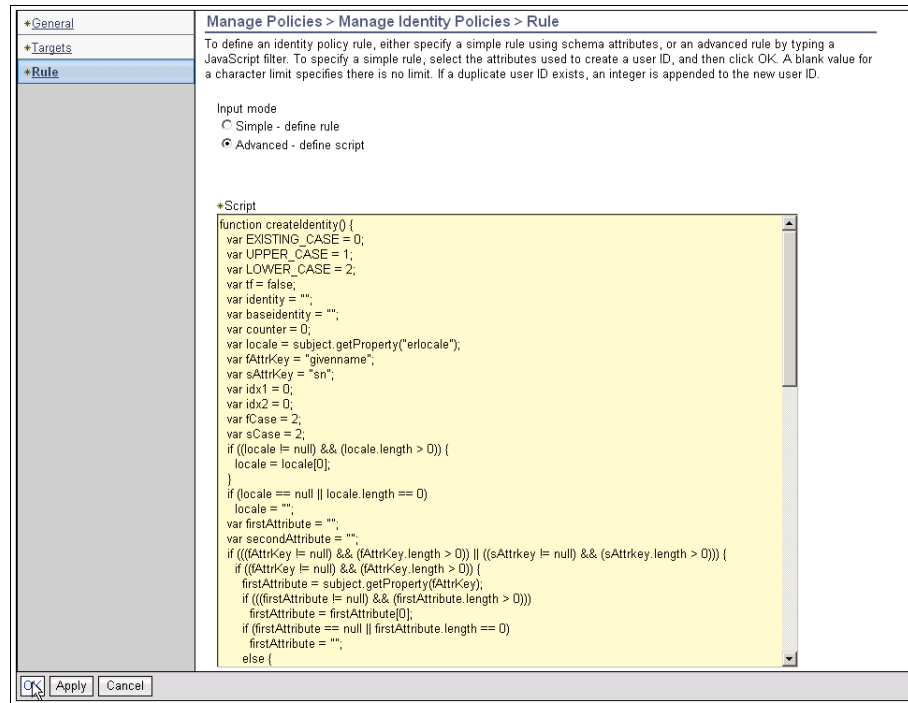 *General
*Targets
*Rule
Manage Policies > Manage Identity Policies > Rule
To define an identity policy rule, either specify a simple rule using schema attributes, or an advanced rule by typing a
JavaScript filter. To specify a simple rule, select the attributes used to create a user ID, and then click OK. A blank value for
a character limit specifies there is no limit. If a duplicate user ID exists, an integer is appended to the new user ID.
Input mode
Simple - define rule
Advanced - define script
*Script
function createIdentity() {
var EXISTING_CASE = 0;
var UPPER_CASE = 1;
var LOWER_CASE = 2;
var tf = false;
var identity = "";
var baseidentity = "";
var counter = 0;
var locale = subject.getProperty("erlocale");
var fAttrKey = "givenname";
var sAttrKey = "sn";
var idx1 = 0;
var idx2 = 0;
var fCase = 2;
var sCase = 2;
if ((locale != null) && (locale.length > 0)) {
locale = locale[0];
}
if (locale == null || locale.length == 0)
locale = "";
var firstAttribute = "";
var secondAttribute = "";
if (((fAttrKey != null) && (fAttrKey.length > 0)) || ((sAttrkey != null) && (sAttrkey.length > 0))) {
if ((fAttrKey != null) && (fAttrKey.length > 0)) {
firstAttribute = subject.getProperty(fAttrKey);
if (((firstAttribute != null) && (firstAttribute.length > 0)))
firstAttribute = firstAttribute[0];
if (firstAttribute == null || firstAttribute.length == 0)
firstAttribute = "";
else {
OK Apply Cancel